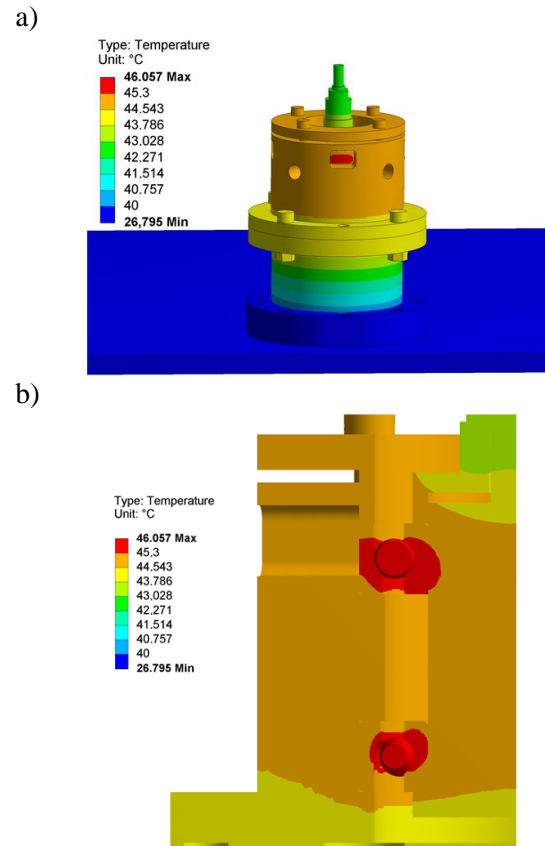 a)
Type: Temperature
Unit: °C
46.057 Max
45.3
44.543
43.786
43.028
42.271
41.514
40.757
40
26,795 Min
b)
Type: Temperature
Unit: °C
46.057 Max
45.3
44.543
43.786
43.028
42.271
41.514
40.757
40
26.795 Min